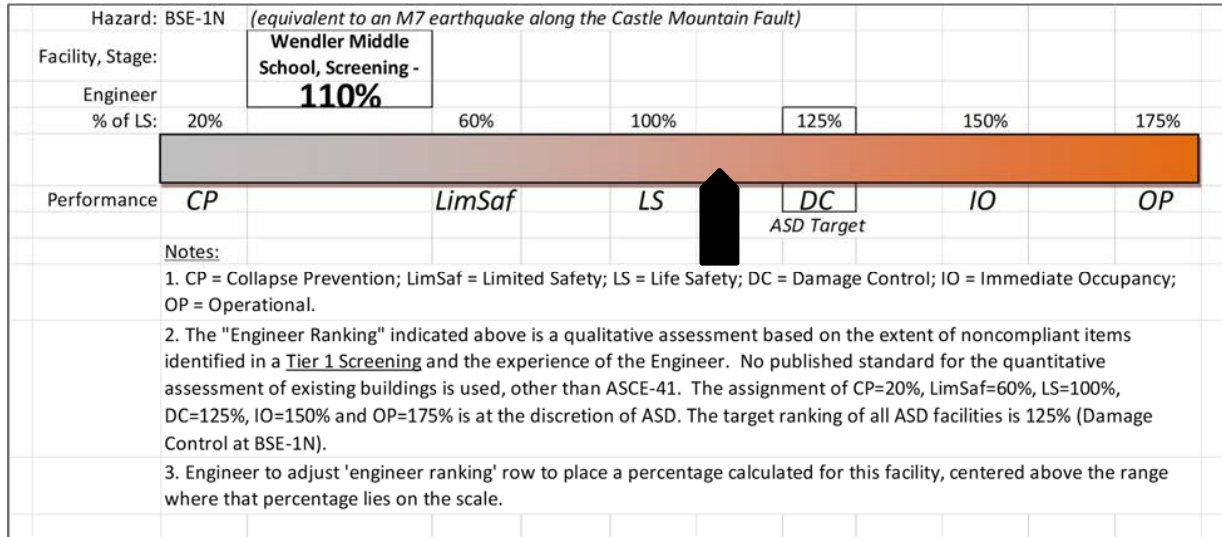 Hazard: BSE-1N (equivalent to an M7 earthquake along the Castle Mountain Fault)
Facility, Stage: Wendler Middle
School, Screening -
Engineer 110%
% of LS: 20% 60% 100% 125% 150% 175%
Performance CP LimSaf LS DC IO OP
ASD Target
Notes:
1. CP = Collapse Prevention; LimSaf = Limited Safety; LS = Life Safety; DC = Damage Control; IO = Immediate Occupancy;
OP = Operational.
2. The "Engineer Ranking" indicated above is a qualitative assessment based on the extent of noncompliant items
identified in a Tier 1 Screening and the experience of the Engineer. No published standard for the quantitative
assessment of existing buildings is used, other than ASCE-41. The assignment of CP=20%, LimSaf=60%, LS=100%,
DC=125%, IO=150% and OP=175% is at the discretion of ASD. The target ranking of all ASD facilities is 125% (Damage
Control at BSE-1N).
3. Engineer to adjust 'engineer ranking' row to place a percentage calculated for this facility, centered above the range
where that percentage lies on the scale.